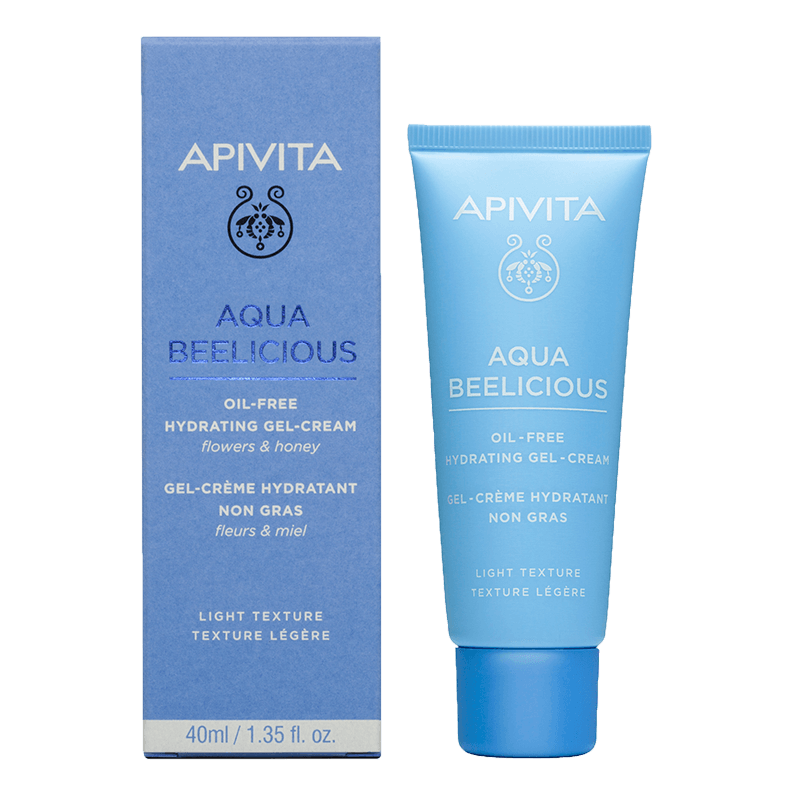 APIVITA
AQUA
BEELICIOUS
OIL-FREE
HYDRATING GEL-CREAM
flowers & honey
GEL-CRÈME HYDRATANT
NON GRAS
fleurs & miel
LIGHT TEXTURE
TEXTURE LÉGÈRE
40ml / 1.35 fl. oz.
APIVITA
AQUA
BEELICIOUS
OIL-FREE
HYDRATING GEL-CREAM
GEL-CRÈME HYDRATANT
NON GRAS
LIGHT TEXTURE
TEXTURE LÉGÈRE